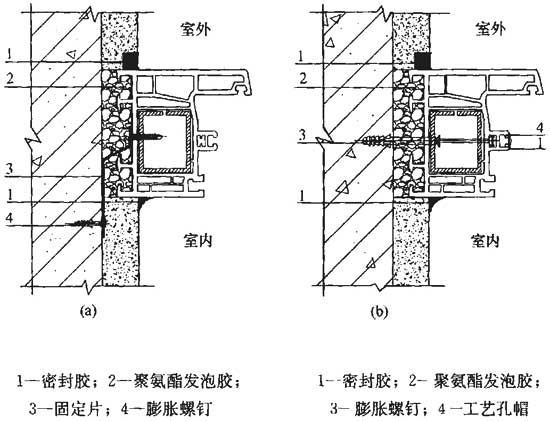 室外
1
2
3
1
4
室内
(a)
室外
1
2
3
4
1
1
室内
(b)
1—密封胶；2—聚氨酯发泡胶；
3—固定片；4—膨胀螺钉
1—密封胶；2—聚氨酯发泡胶；
3—膨胀螺钉；4—工艺孔帽